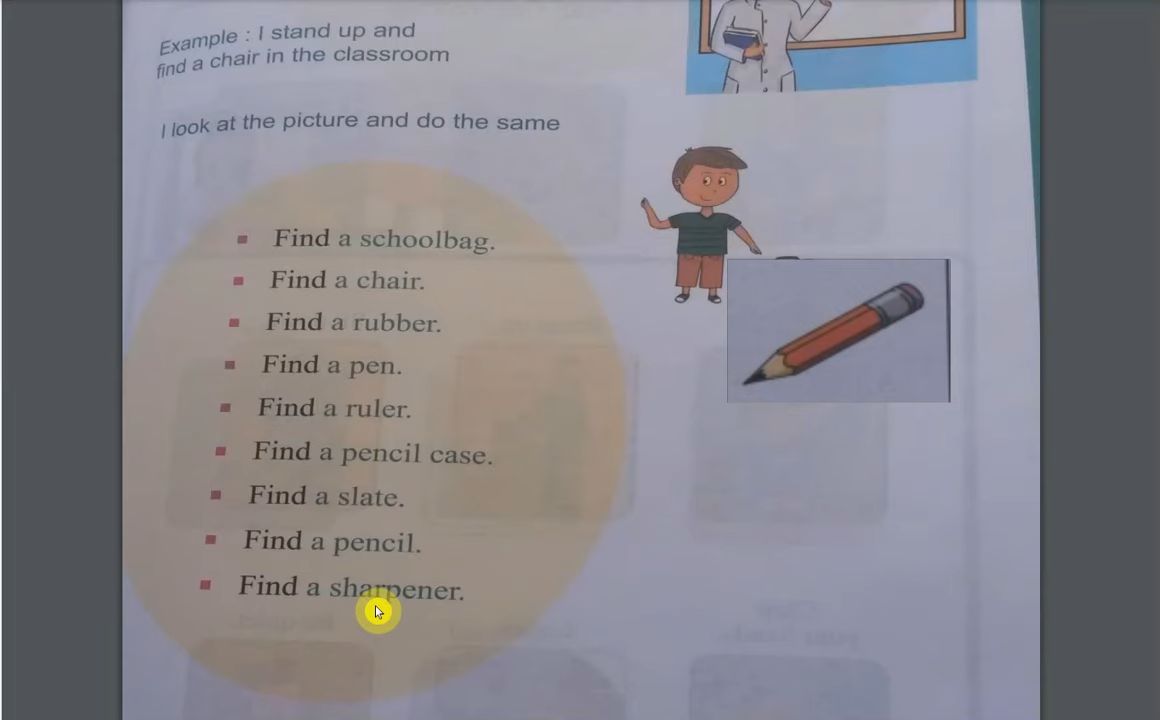 Example : I stand up and
find a chair in the classroom
I look at the picture and do the same
Find a schoolbag.
Find a chair.
Find a rubber.
Find a pen.
Find a ruler.
Find a pencil case.
Find a slate.
Find a pencil.
Find a sharpener.